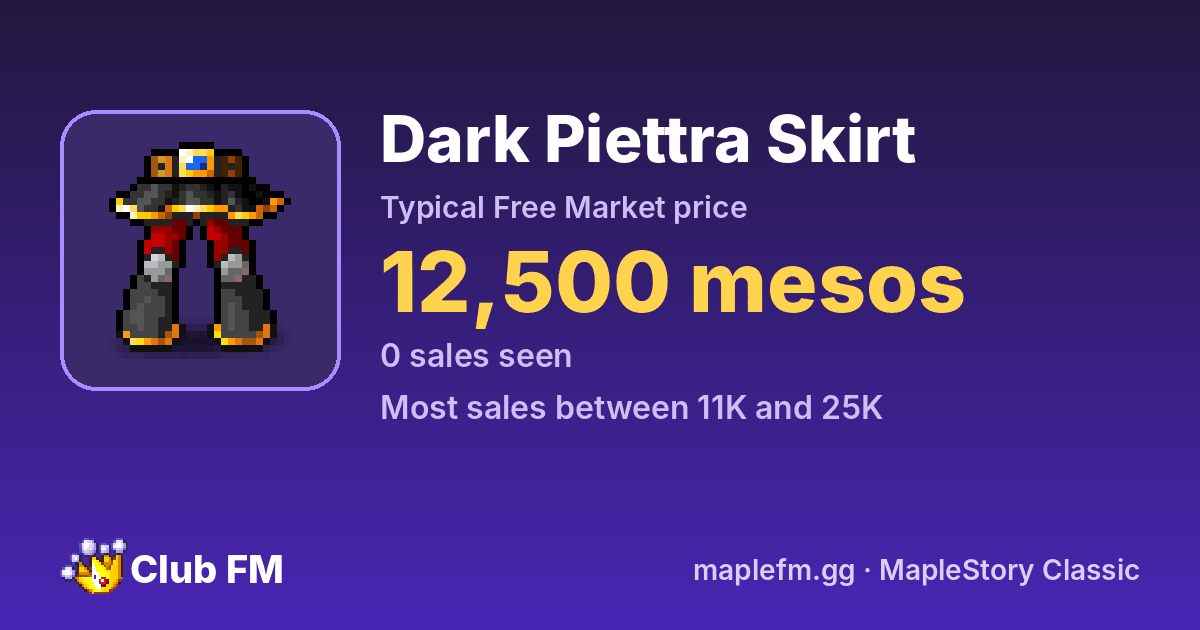 Dark Piettra Skirt
Typical Free Market price
12,500 mesos
0 sales seen
Most sales between 11K and 25K
Club FM
maplefm.gg · MapleStory Classic